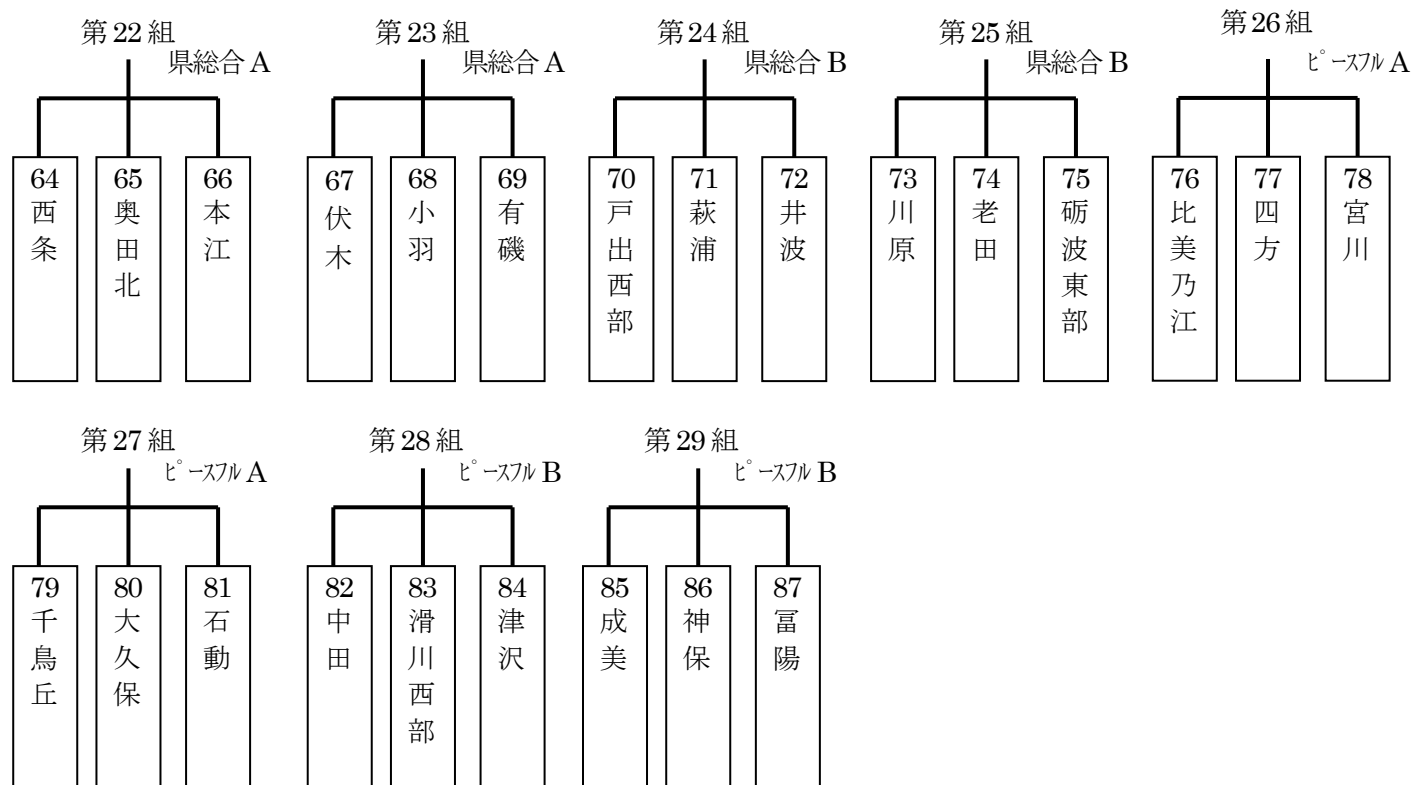 第22組
県総合A
64 西条
65 奥田北
66 本江
第23組
県総合A
67 伏木
68 小羽
69 有磯
第24組
県総合B
70 戸出西部
71 萩浦
72 井波
第25組
県総合B
73 川原
74 老田
75 砺波東部
第26組
ピースフルA
76 比美乃江
77 四方
78 宮川
第27組
ピースフルA
79 千鳥丘
80 大久保
81 石動
第28組
ピースフルB
82 中田
83 滑川西部
84 津沢
第29組
ピースフルB
85 成美
86 神保
87 冨陽